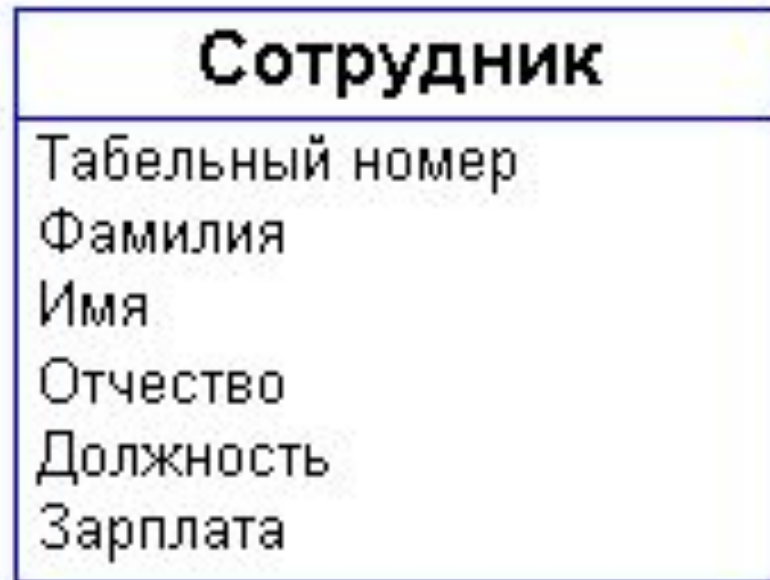 Сотрудник
Табельный номер
Фамилия
Имя
Отчество
Должность
Зарплата